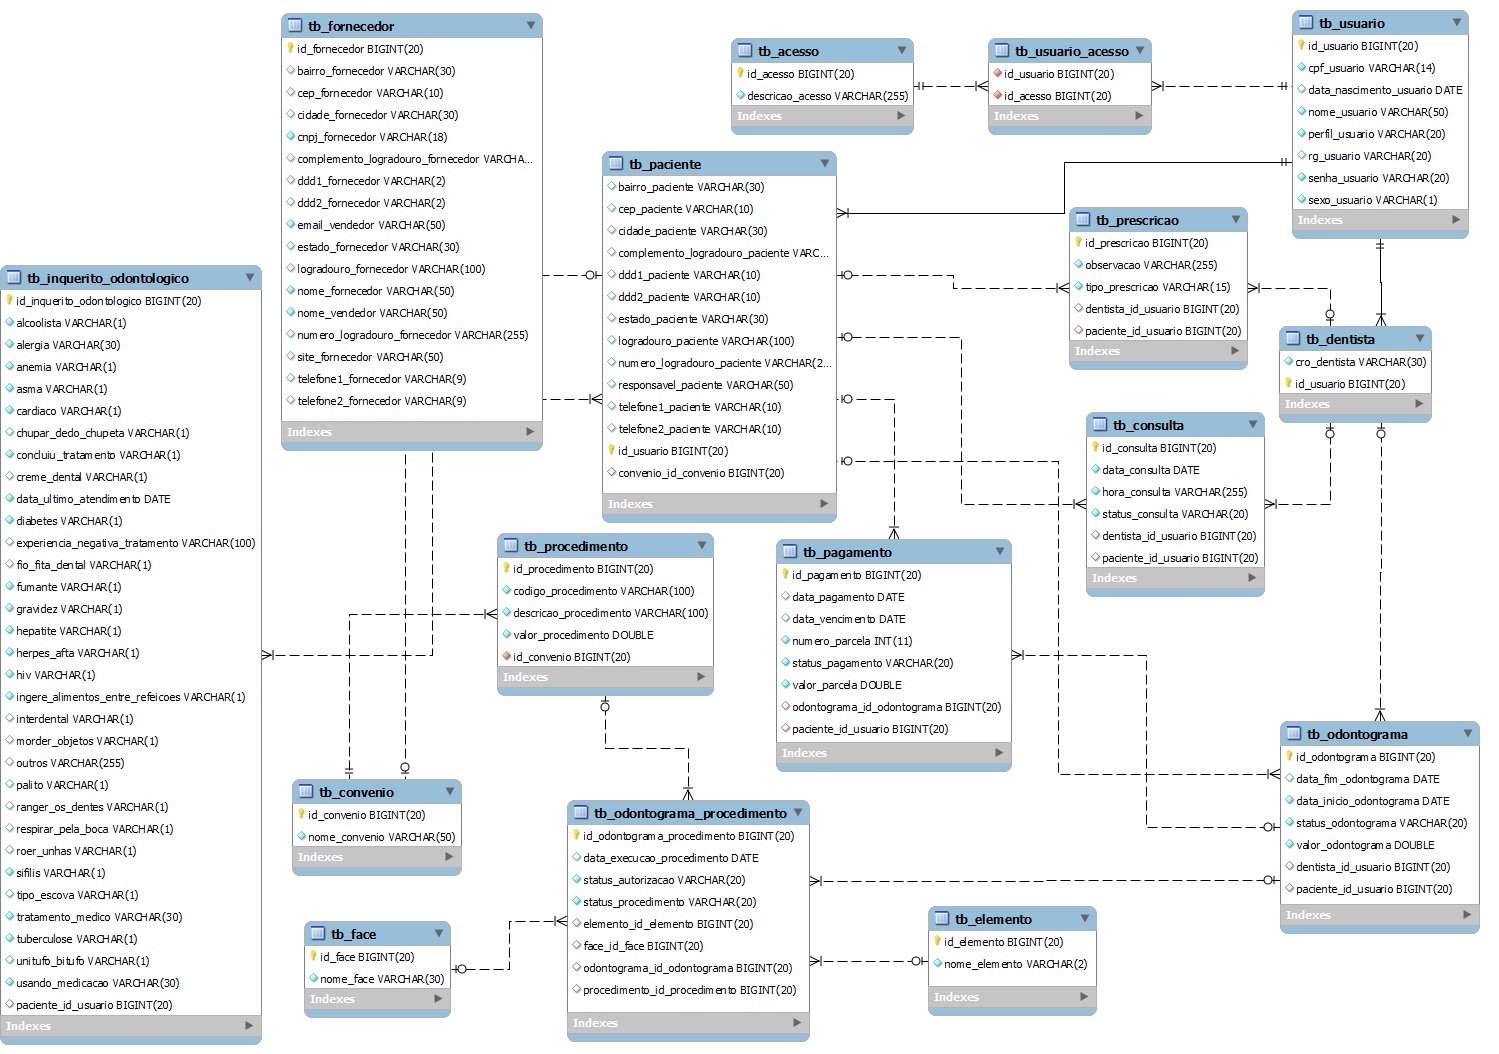 tb_fornecedor
id_fornecedor BIGINT(20)
bairro_fornecedor VARCHAR(30)
cep_fornecedor VARCHAR(10)
cidade_fornecedor VARCHAR(30)
cnpj_fornecedor VARCHAR(18)
complemento_logradouro_fornecedor VARCHA...
ddd1_fornecedor VARCHAR(2)
ddd2_fornecedor VARCHAR(2)
email_vendedor VARCHAR(50)
estado_fornecedor VARCHAR(30)
logradouro_fornecedor VARCHAR(100)
nome_fornecedor VARCHAR(50)
nome_vendedor VARCHAR(50)
numero_logradouro_fornecedor VARCHAR(255)
site_fornecedor VARCHAR(50)
telefone1_fornecedor VARCHAR(9)
telefone2_fornecedor VARCHAR(9)
Indexes
tb_acesso
id_acesso BIGINT(20)
descricao_acesso VARCHAR(255)
Indexes
tb_usuario_acesso
id_usuario BIGINT(20)
id_acesso BIGINT(20)
Indexes
tb_usuario
id_usuario BIGINT(20)
cpf_usuario VARCHAR(14)
data_nascimento_usuario DATE
nome_usuario VARCHAR(50)
perfil_usuario VARCHAR(20)
rg_usuario VARCHAR(20)
senha_usuario VARCHAR(20)
sexo_usuario VARCHAR(1)
Indexes
tb_paciente
bairro_paciente VARCHAR(30)
cep_paciente VARCHAR(10)
cidade_paciente VARCHAR(30)
complemento_logradouro_paciente VARC...
ddd1_paciente VARCHAR(10)
ddd2_paciente VARCHAR(10)
estado_paciente VARCHAR(30)
logradouro_paciente VARCHAR(100)
numero_logradouro_paciente VARCHAR(2...
responsavel_paciente VARCHAR(50)
telefone1_paciente VARCHAR(10)
telefone2_paciente VARCHAR(10)
id_usuario BIGINT(20)
convenio_id_convenio BIGINT(20)
Indexes
tb_prescricao
id_prescricao BIGINT(20)
observacao VARCHAR(255)
tipo_prescricao VARCHAR(15)
dentista_id_usuario BIGINT(20)
paciente_id_usuario BIGINT(20)
Indexes
tb_inquerito_odontologico
id_inquerito_odontologico BIGINT(20)
alcoolista VARCHAR(1)
alergia VARCHAR(30)
anemia VARCHAR(1)
asma VARCHAR(1)
cardiaco VARCHAR(1)
chupar_dedo_chupeta VARCHAR(1)
concluiu_tratamento VARCHAR(1)
creme_dental VARCHAR(1)
data_ultimo_atendimento DATE
diabetes VARCHAR(1)
experiencia_negativa_tratamento VARCHAR(100)
fio_fita_dental VARCHAR(1)
fumante VARCHAR(1)
gravidez VARCHAR(1)
hepatite VARCHAR(1)
herpes_afta VARCHAR(1)
hiv VARCHAR(1)
ingere_alimentos_entre_refeicoes VARCHAR(1)
interdental VARCHAR(1)
morder_objetos VARCHAR(1)
outros VARCHAR(255)
palito VARCHAR(1)
ranger_os_dentes VARCHAR(1)
respirar_pela_boca VARCHAR(1)
roer_unhas VARCHAR(1)
sifilis VARCHAR(1)
tipo_escova VARCHAR(1)
tratamento_medico VARCHAR(30)
tuberculose VARCHAR(1)
unitufo_bitufo VARCHAR(1)
usando_medicacao VARCHAR(30)
paciente_id_usuario BIGINT(20)
Indexes
tb_dentista
cro_dentista VARCHAR(30)
id_usuario BIGINT(20)
Indexes
tb_consulta
id_consulta BIGINT(20)
data_consulta DATE
hora_consulta VARCHAR(255)
status_consulta VARCHAR(20)
dentista_id_usuario BIGINT(20)
paciente_id_usuario BIGINT(20)
Indexes
tb_procedimento
id_procedimento BIGINT(20)
codigo_procedimento VARCHAR(100)
descricao_procedimento VARCHAR(100)
valor_procedimento DOUBLE
id_convenio BIGINT(20)
Indexes
tb_pagamento
id_pagamento BIGINT(20)
data_pagamento DATE
data_vencimento DATE
numero_parcela INT(11)
status_pagamento VARCHAR(20)
valor_parcela DOUBLE
odontograma_id_odontograma BIGINT(20)
paciente_id_usuario BIGINT(20)
Indexes
tb_odontograma
id_odontograma BIGINT(20)
data_fim_odontograma DATE
data_inicio_odontograma DATE
status_odontograma VARCHAR(20)
valor_odontograma DOUBLE
dentista_id_usuario BIGINT(20)
paciente_id_usuario BIGINT(20)
Indexes
tb_convenio
id_convenio BIGINT(20)
nome_convenio VARCHAR(50)
Indexes
tb_odontograma_procedimento
id_odontograma_procedimento BIGINT(20)
data_execucao_procedimento DATE
status_autorizacao VARCHAR(20)
status_procedimento VARCHAR(20)
elemento_id_elemento BIGINT(20)
face_id_face BIGINT(20)
odontograma_id_odontograma BIGINT(20)
procedimento_id_procedimento BIGINT(20)
Indexes
tb_face
id_face BIGINT(20)
nome_face VARCHAR(30)
Indexes
tb_elemento
id_elemento BIGINT(20)
nome_elemento VARCHAR(2)
Indexes